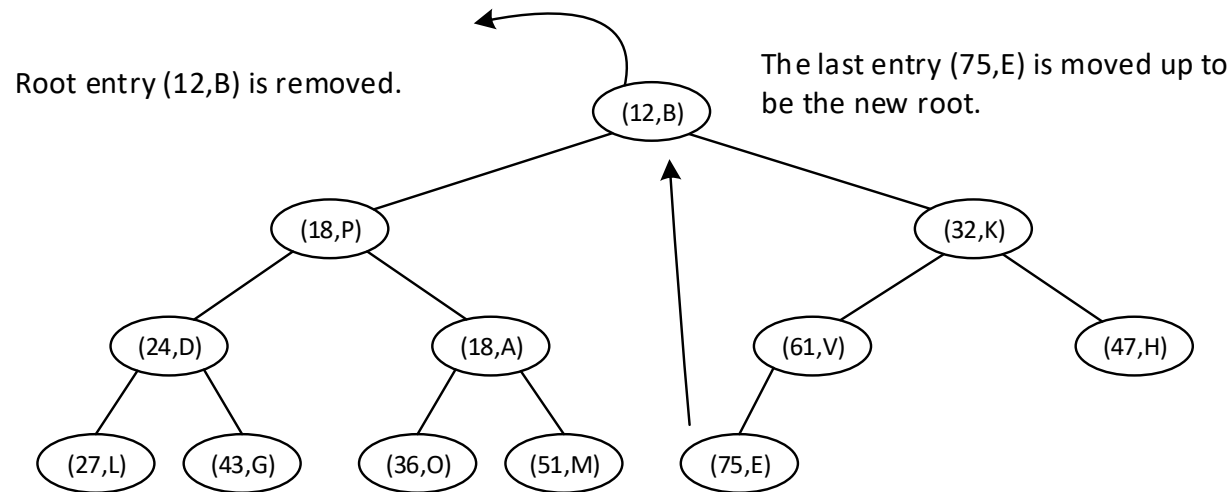 Root entry (12,B) is removed.
The last entry (75,E) is moved up to
be the new root.
(12,B)
(18,P)
(32,K)
(24,D)
(18,A)
(61,V)
(47,H)
(27,L)
(43,G)
(36,O)
(51,M)
(75,E)